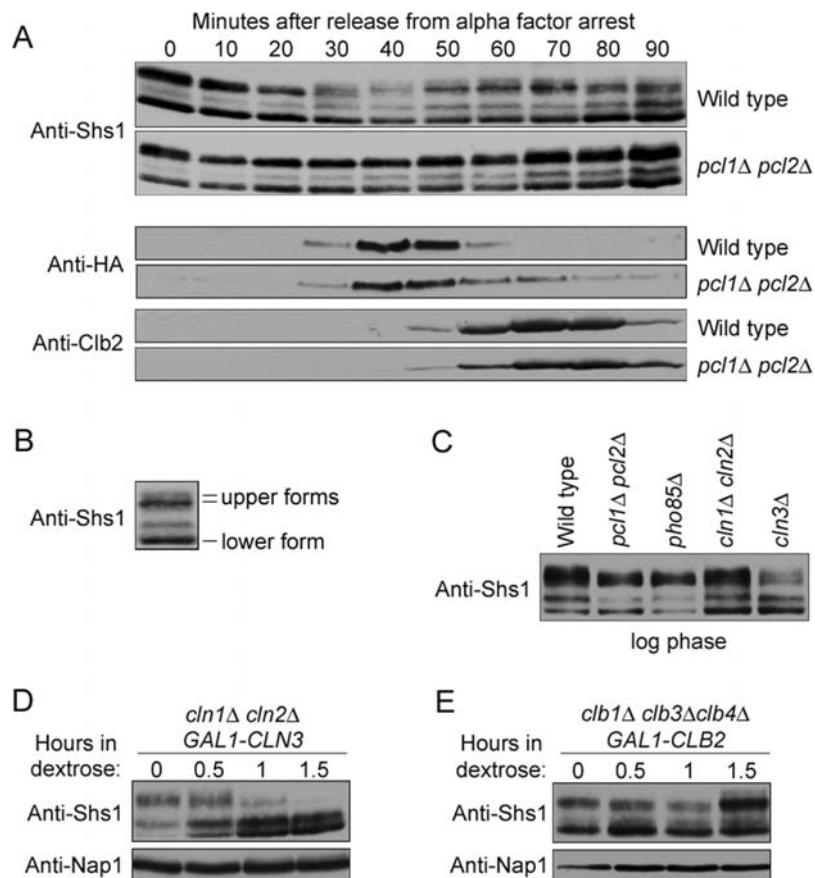 Minutes after release from alpha factor arrest
A
0 10 20 30 40 50 60 70 80 90
Anti-Shs1
Wild type
pcl1Δ pcl2Δ
Anti-HA
Wild type
pcl1Δ pcl2Δ
Anti-Clb2
Wild type
pcl1Δ pcl2Δ
B
Anti-Shs1
upper forms
lower form
C
Wild type
pcl1Δ pcl2Δ
pho85Δ
cln1Δ cln2Δ
cln3Δ
Anti-Shs1
log phase
D
cln1Δ cln2Δ
GAL1-CLN3
Hours in
dextrose:
0 0.5 1 1.5
Anti-Shs1
Anti-Nap1
E
clb1Δ clb3Δclb4Δ
GAL1-CLB2
Hours in
dextrose:
0 0.5 1 1.5
Anti-Shs1
Anti-Nap1